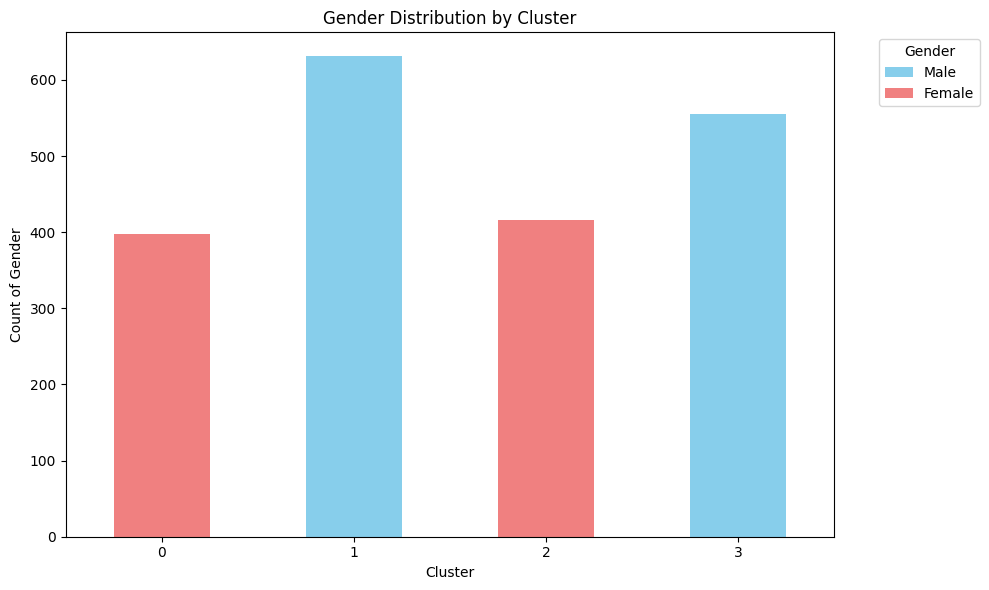 Gender Distribution by Cluster
Gender
Male
Female
Count of Gender
600
500
400
300
200
100
0
0 1 2 3
Cluster